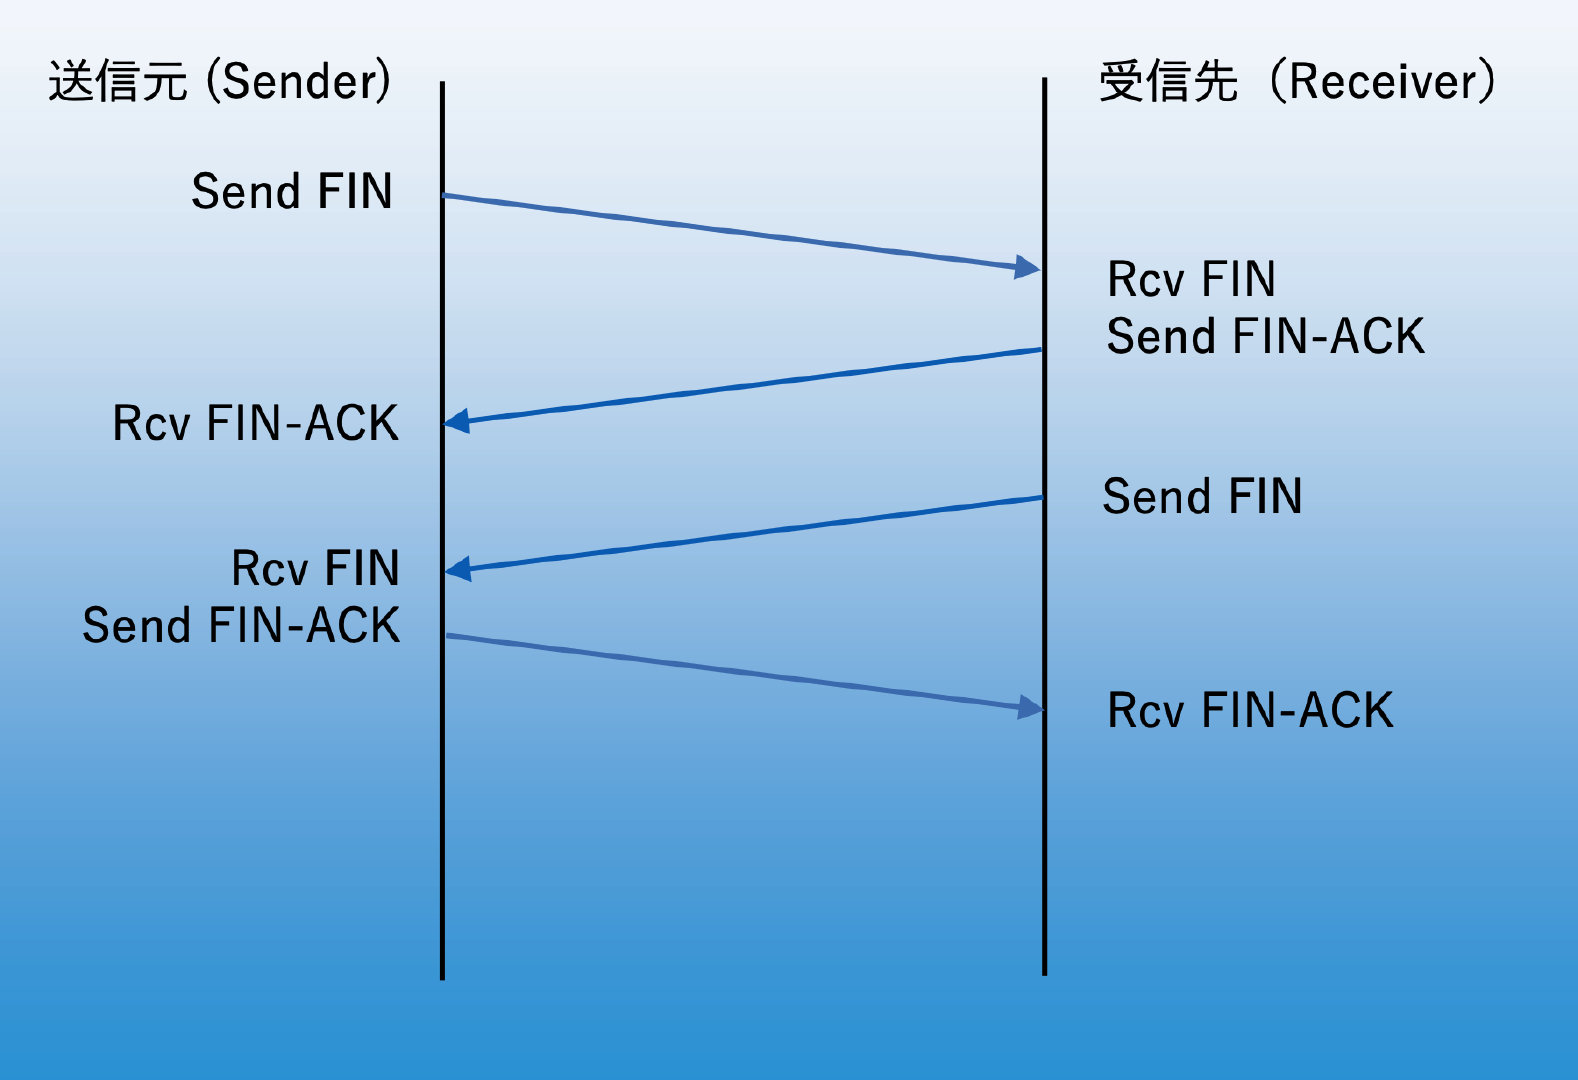 送信元 (Sender)
受信先（Receiver）
Send FIN
Rcv FIN
Send FIN-ACK
Rcv FIN-ACK
Send FIN
Rcv FIN
Send FIN-ACK
Rcv FIN-ACK